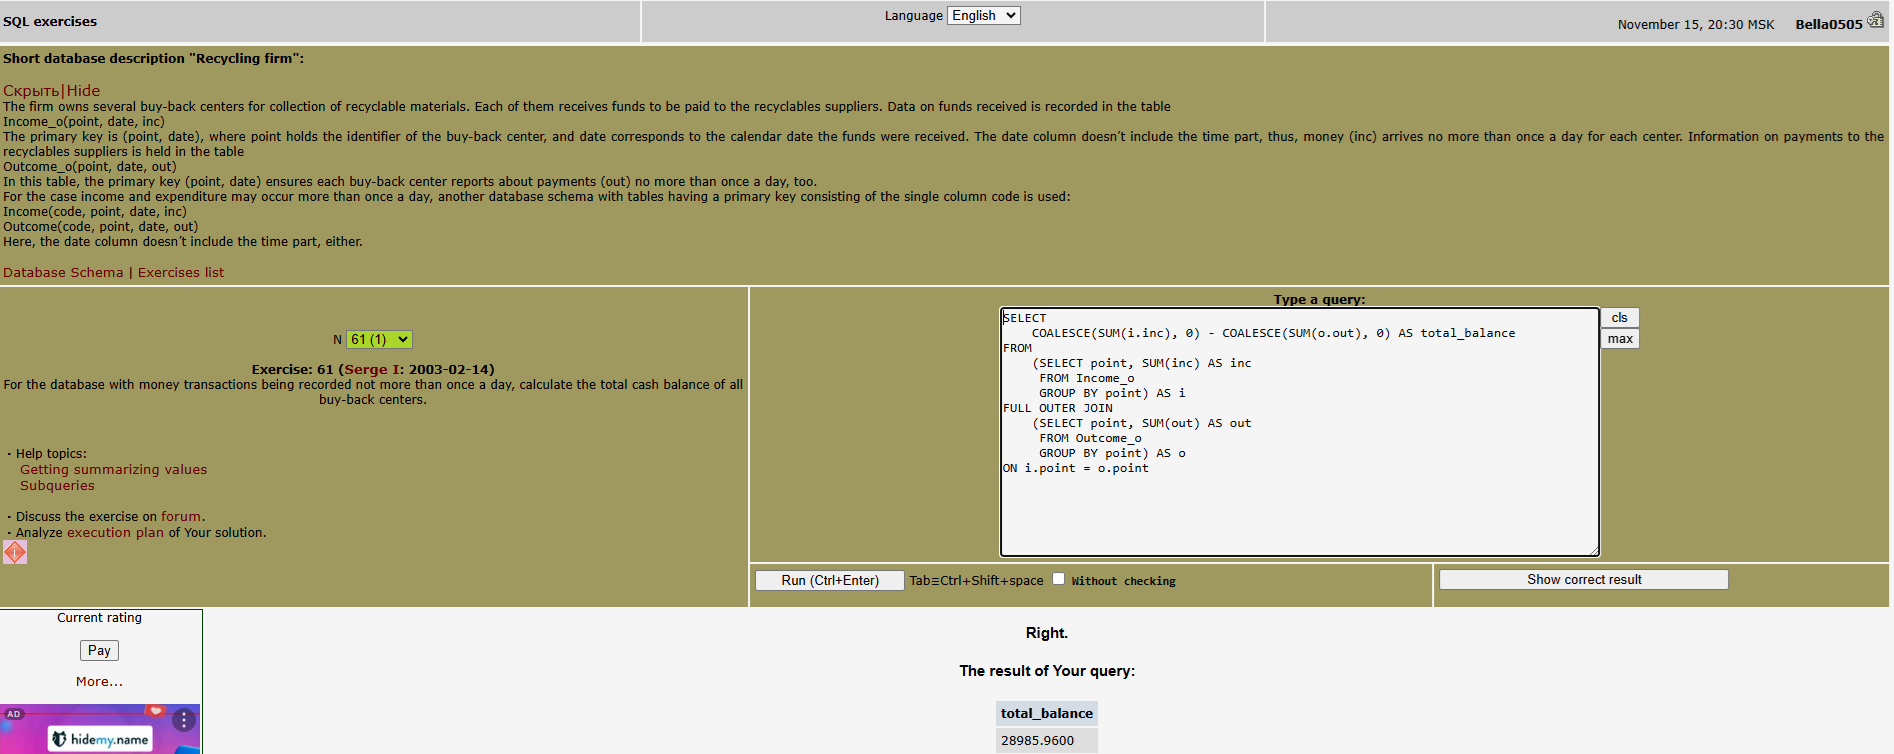 SQL exercises
Language English
November 15, 20:30 MSK Bella0505
Short database description "Recycling firm":
Скрыть|Hide
The firm owns several buy-back centers for collection of recyclable materials. Each of them receives funds to be paid to the recyclables suppliers. Data on funds received is recorded in the table
Income_o(point, date, inc)
The primary key is (point, date), where point holds the identifier of the buy-back center, and date corresponds to the calendar date the funds were received. The date column doesn’t include the time part, thus, money (inc) arrives no more than once a day for each center. Information on payments to the
recyclables suppliers is held in the table
Outcome_o(point, date, out)
In this table, the primary key (point, date) ensures each buy-back center reports about payments (out) no more than once a day, too.
For the case income and expenditure may occur more than once a day, another database schema with tables having a primary key consisting of the single column code is used:
Income(code, point, date, inc)
Outcome(code, point, date, out)
Here, the date column doesn’t include the time part, either.
Database Schema | Exercises list
N 61 (1)
Exercise: 61 (Serge I: 2003-02-14)
For the database with money transactions being recorded not more than once a day, calculate the total cash balance of all
buy-back centers.
· Help topics:
Getting summarizing values
Subqueries
· Discuss the exercise on forum.
· Analyze execution plan of Your solution.
Type a query:
SELECT
COALESCE(SUM(i.inc), 0) - COALESCE(SUM(o.out), 0) AS total_balance
FROM
(SELECT point, SUM(inc) AS inc
FROM Income_o
GROUP BY point) AS i
FULL OUTER JOIN
(SELECT point, SUM(out) AS out
FROM Outcome_o
GROUP BY point) AS o
ON i.point = o.point
cls
max
Run (Ctrl+Enter) Tab≡Ctrl+Shift+space Without checking
Show correct result
Current rating
Pay
More...
AD
hidemy.name
Right.
The result of Your query:
total_balance
28985.9600